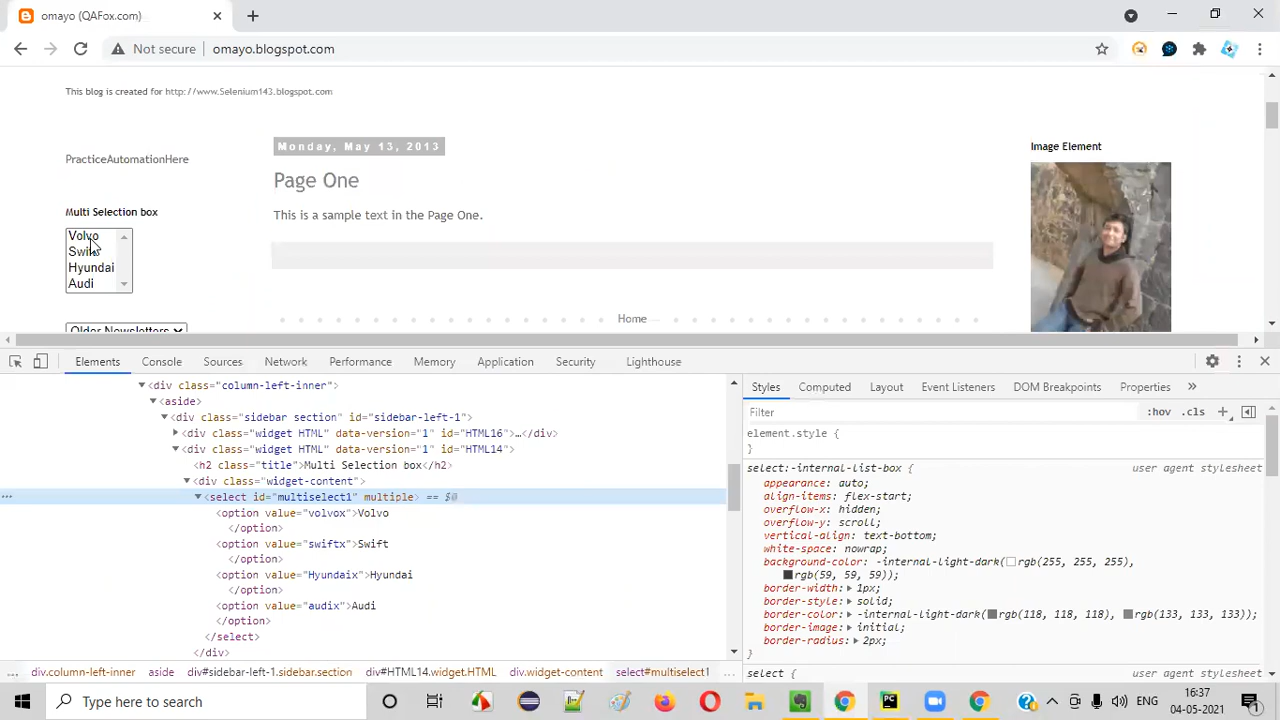 omayo (QAFox.com)
Not secure
omayo.blogspot.com
This blog is created for http://www.Selenium143.blogspot.com
PracticeAutomationHere
Multi Selection box
Volvo
Swift
Hyundai
Audi
Older Newsletters
Monday, May 13, 2013
Page One
This is a sample text in the Page One.
Home
Image Element
Elements Console Sources Network Performance Memory Application Security Lighthouse
<div class="column-left-inner">
<aside>
<div class="sidebar section" id="sidebar-left-1">
<div class="widget HTML" data-version="1" id="HTML16">…</div>
<div class="widget HTML" data-version="1" id="HTML14">
<h2 class="title">Multi Selection box</h2>
<div class="widget-content">
... <select id="multiselect1" multiple> == $0
<option value="volvox">Volvo
</option>
<option value="swiftx">Swift
</option>
<option value="Hyundaix">Hyundai
</option>
<option value="audix">Audi
</option>
</select>
</div>
... div.column-left-inner aside div#sidebar-left-1.sidebar.section div#HTML14.widget.HTML div.widget-content select#multiselect1
Styles Computed Layout Event Listeners DOM Breakpoints Properties »
Filter :hov .cls +
element.style {
}
select:-internal-list-box { user agent stylesheet
appearance: auto;
align-items: flex-start;
overflow-x: hidden;
overflow-y: scroll;
vertical-align: text-bottom;
white-space: nowrap;
background-color: -internal-light-dark(rgb(255, 255, 255),
rgb(59, 59, 59));
border-width: 1px;
border-style: solid;
border-color: -internal-light-dark(rgb(118, 118, 118), rgb(133, 133, 133));
border-image: initial;
border-radius: 2px;
}
select { user agent stylesheet
Type here to search
ENG
16:37
04-05-2021